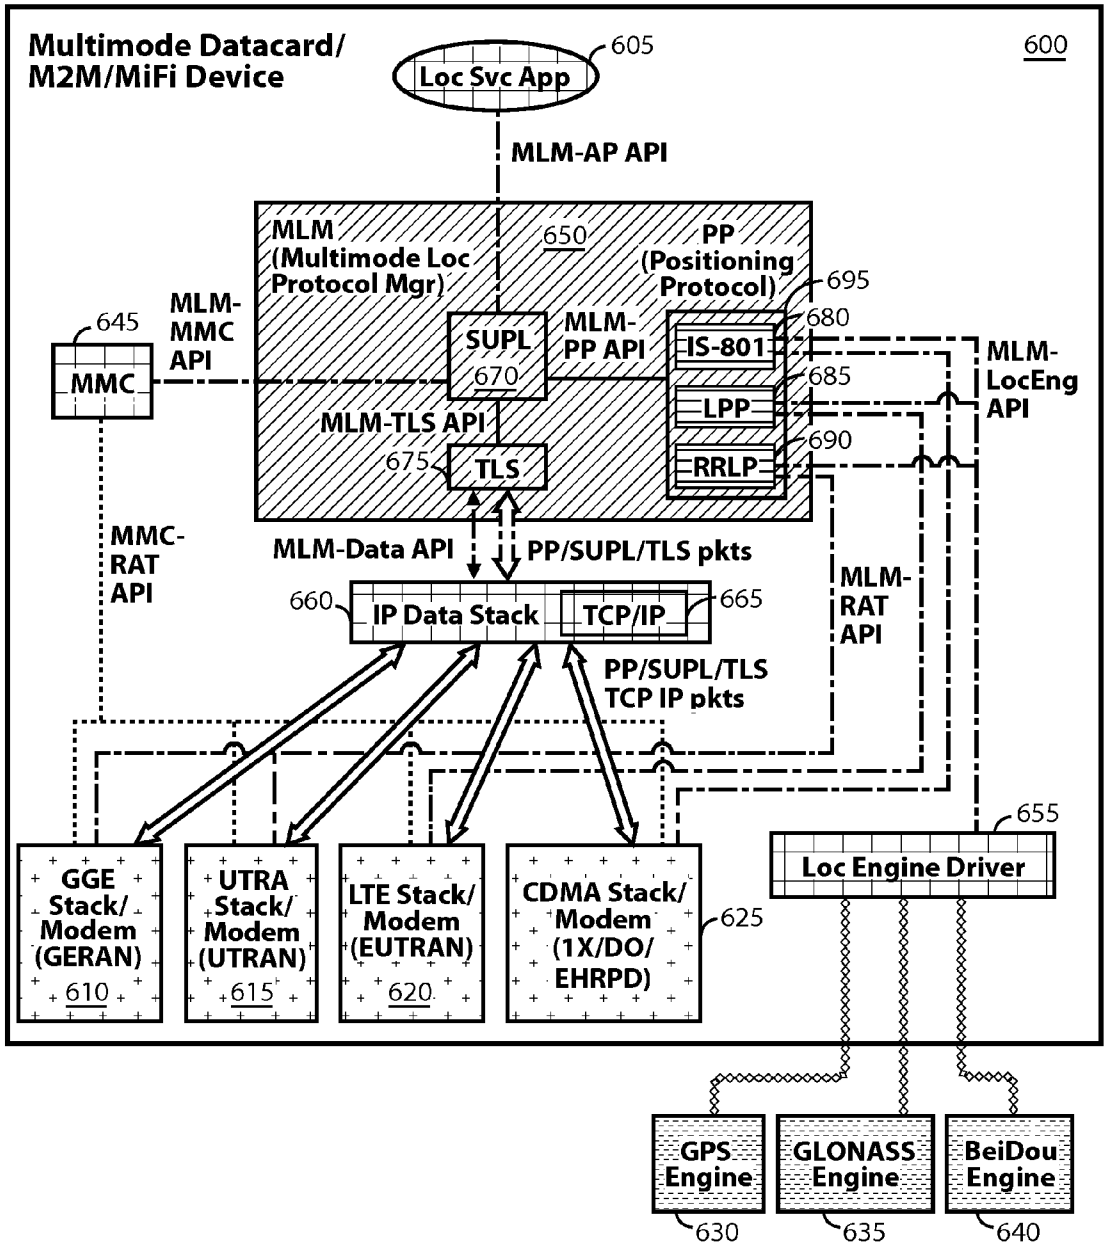 Multimode Datacard/
M2M/MiFi Device
600
605
Loc Svc App
MLM-AP API
MLM
(Multimode Loc
Protocol Mgr)
650
PP
(Positioning
Protocol)
695
680
IS-801
685
LPP
690
RRLP
MLM-
MMC
API
645
MMC
SUPL
670
MLM-
PP API
MLM-TLS API
675
TLS
MLM-
LocEng
API
MMC-
RAT
API
MLM-Data API
PP/SUPL/TLS pkts
MLM-
RAT
API
660
IP Data Stack
TCP/IP
665
PP/SUPL/TLS
TCP IP pkts
655
Loc Engine Driver
GGE
Stack/
Modem
(GERAN)
610
UTRA
Stack/
Modem
(UTRAN)
615
LTE Stack/
Modem
(EUTRAN)
620
CDMA Stack/
Modem
(1X/DO/
EHRPD)
625
GPS
Engine
630
GLONASS
Engine
635
BeiDou
Engine
640